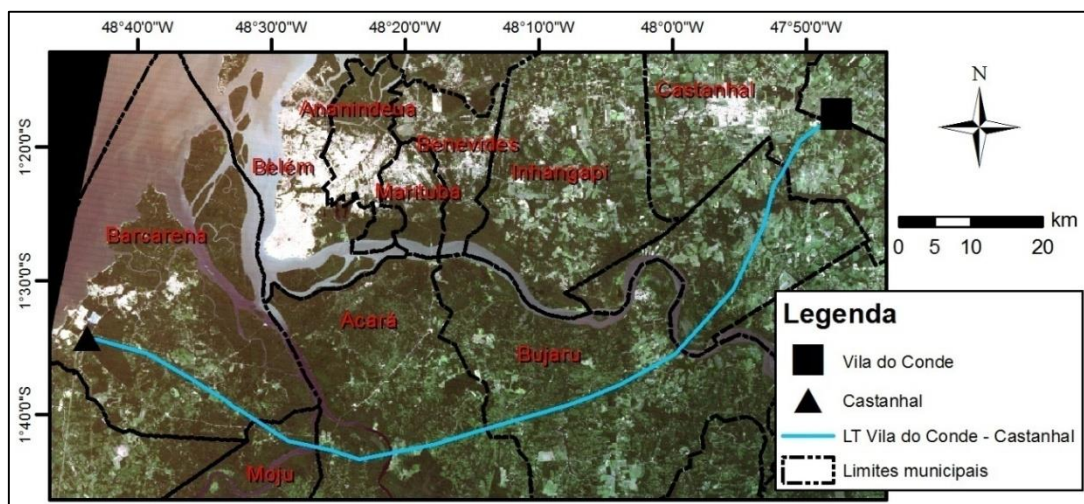 48°40'0"W 48°30'0"W 48°20'0"W 48°10'0"W 48°0'0"W 47°50'0"W
1°20'0"S
1°30'0"S
1°40'0"S
Ananindeua
Castanhal
Belém
Benevides
Marituba
Inhangapi
Barcarena
Acará
Bujaru
Moju
N
km
0 5 10 20
Legenda
Vila do Conde
Castanhal
LT Vila do Conde - Castanhal
Limites municipais